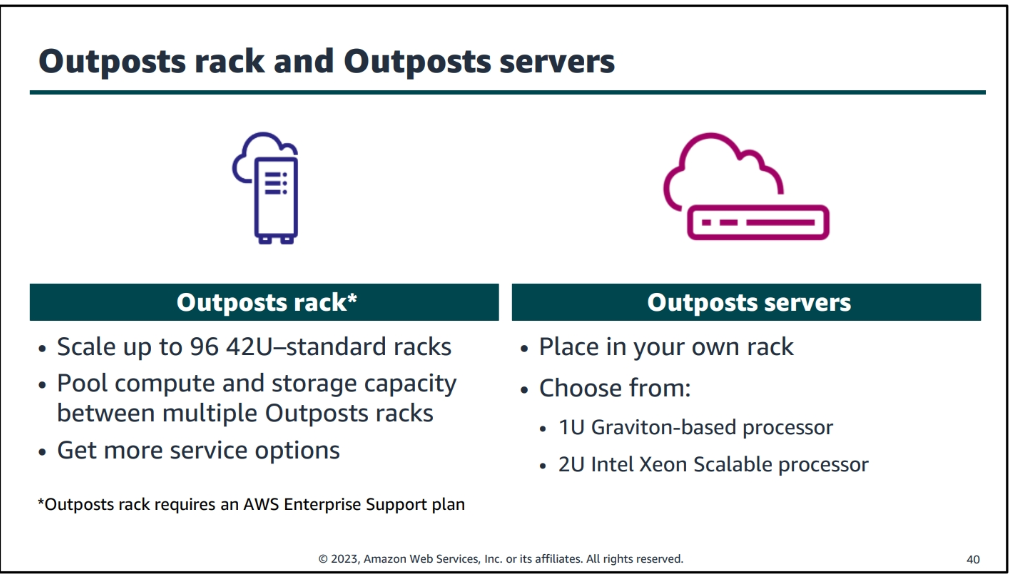 Outposts rack and Outposts servers
Outposts rack*
• Scale up to 96 42U–standard racks
• Pool compute and storage capacity
between multiple Outposts racks
• Get more service options
*Outposts rack requires an AWS Enterprise Support plan
Outposts servers
• Place in your own rack
• Choose from:
• 1U Graviton-based processor
• 2U Intel Xeon Scalable processor
© 2023, Amazon Web Services, Inc. or its affiliates. All rights reserved.
40